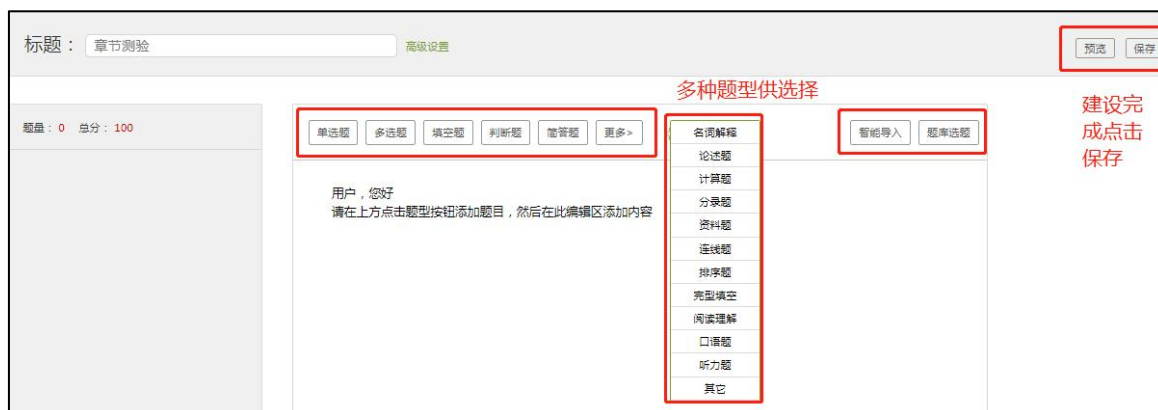 标题： 章节测验 高级设置 预览 保存
多种题型供选择
建设完
成点击
保存
题量：0 总分：100
单选题 多选题 填空题 判断题 简答题 更多> 智能导入 题库选题
名词解释
论述题
计算题
分录题
资料题
连线题
排序题
完型填空
阅读理解
口语题
听力题
其它
用户，您好
请在上方点击题型按钮添加题目，然后在此编辑区添加内容